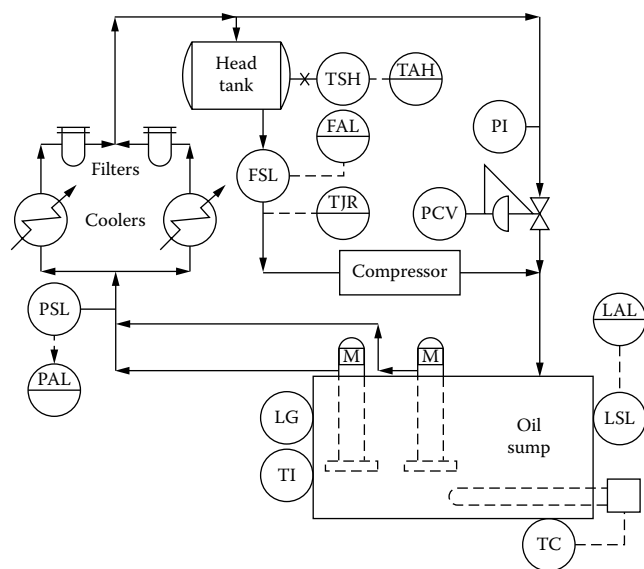 Head
tank
TSH
TAH
FAL
PI
Filters
FSL
TJR
PCV
Coolers
Compressor
PSL
LAL
M
M
PAL
LG
Oil
sump
LSL
TI
TC